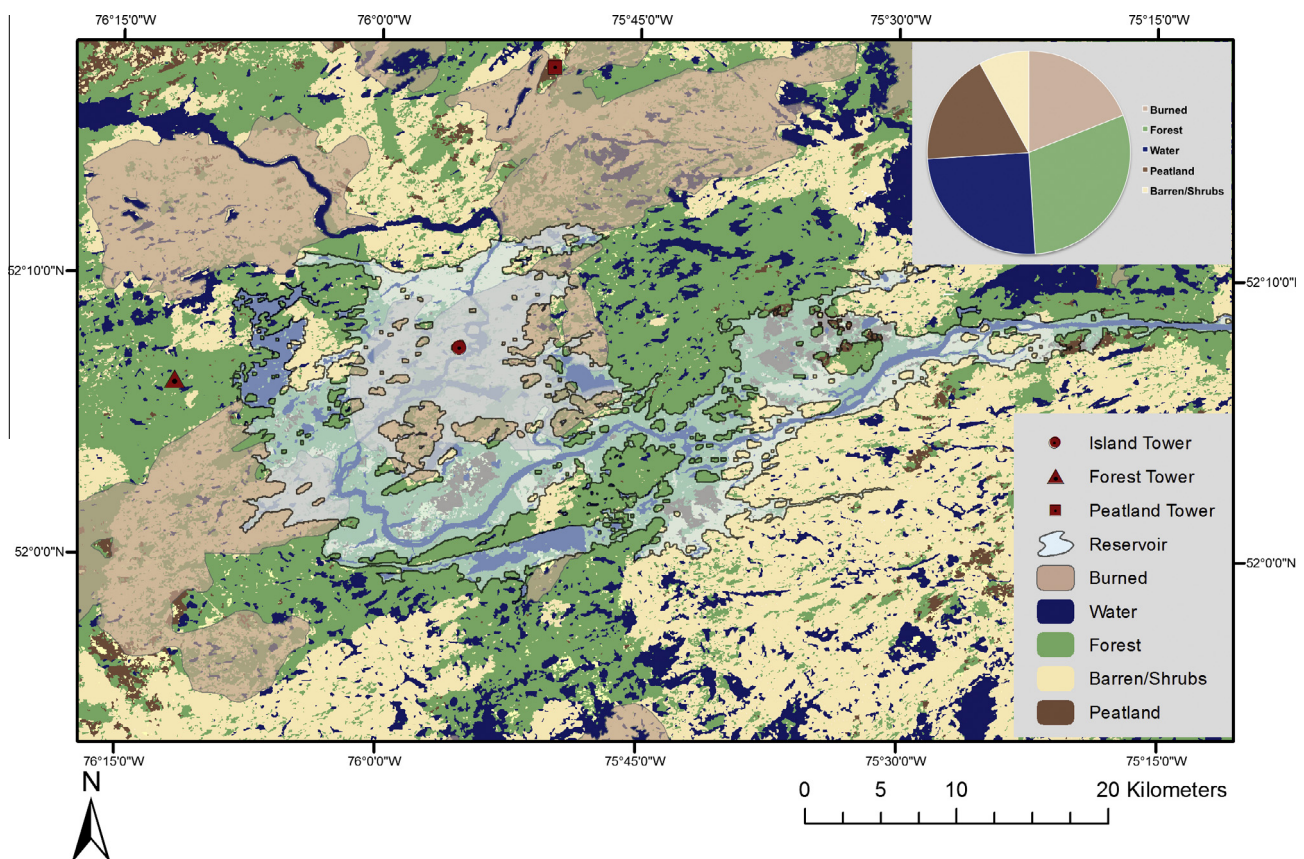 76°15'0"W 76°0'0"W 75°45'0"W 75°30'0"W 75°15'0"W
Burned
Forest
Water
Peatland
Barren/Shrubs
52°10'0"N 52°10'0"N
Island Tower
Forest Tower
Peatland Tower
Reservoir
52°0'0"N 52°0'0"N
Burned
Water
Forest
Barren/Shrubs
Peatland
76°15'0"W 76°0'0"W 75°45'0"W 75°30'0"W 75°15'0"W
N
0 5 10 20 Kilometers